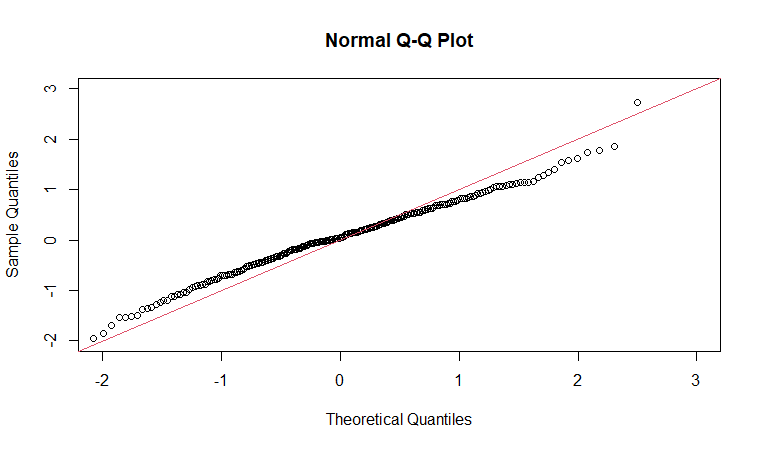 Normal Q-Q Plot
Sample Quantiles
3
2
1
0
-1
-2
-2 -1 0 1 2 3
Theoretical Quantiles